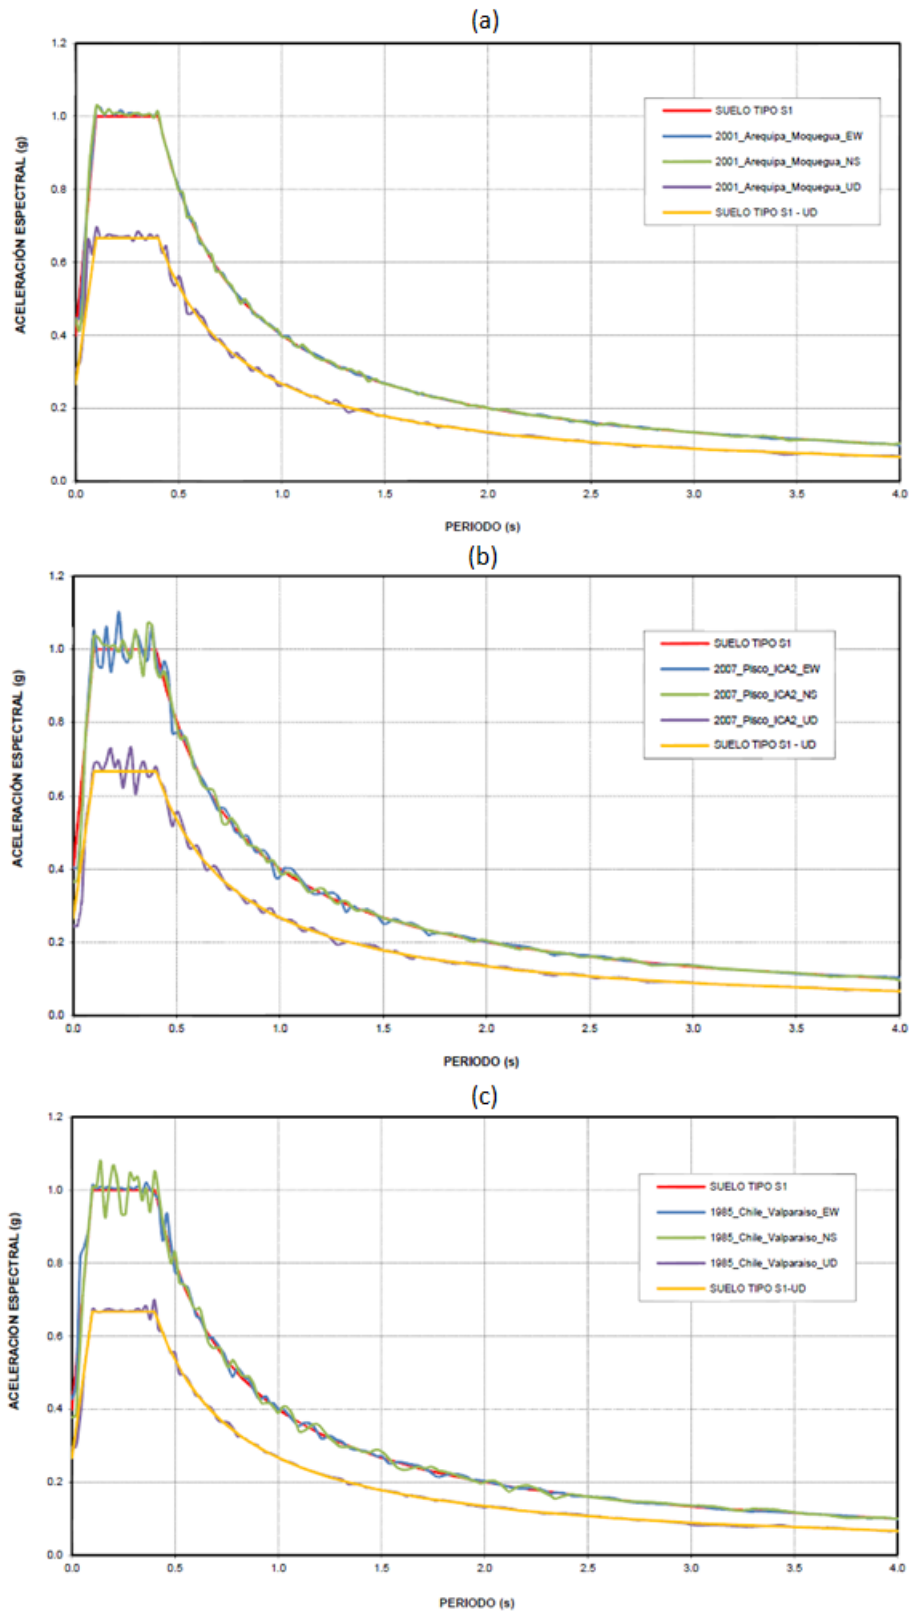 (a)
1.2
1.0
0.8
0.6
0.4
0.2
0.0
ACELERACIÓN ESPECTRAL (g)
SUELO TIPO S1
2001_Arequipa_Moquegua_EW
2001_Arequipa_Moquegua_NS
2001_Arequipa_Moquegua_UD
SUELO TIPO S1 - UD
0.0 0.5 1.0 1.5 2.0 2.5 3.0 3.5 4.0
PERIODO (s)
(b)
1.2
1.0
0.8
0.6
0.4
0.2
0.0
ACELERACIÓN ESPECTRAL (g)
SUELO TIPO S1
2007_Pisco_ICA2_EW
2007_Pisco_ICA2_NS
2007_Pisco_ICA2_UD
SUELO TIPO S1 - UD
0.0 0.5 1.0 1.5 2.0 2.5 3.0 3.5 4.0
PERIODO (s)
(c)
1.2
1.0
0.8
0.6
0.4
0.2
0.0
ACELERACION ESPECTRAL (g)
SUELO TIPO S1
1985_Chile_Valparaiso_EW
1985_Chile_Valparaiso_NS
1985_Chile_Valparaiso_UD
SUELO TIPO S1-UD
0.0 0.5 1.0 1.5 2.0 2.5 3.0 3.5 4.0
PERIODO (s)